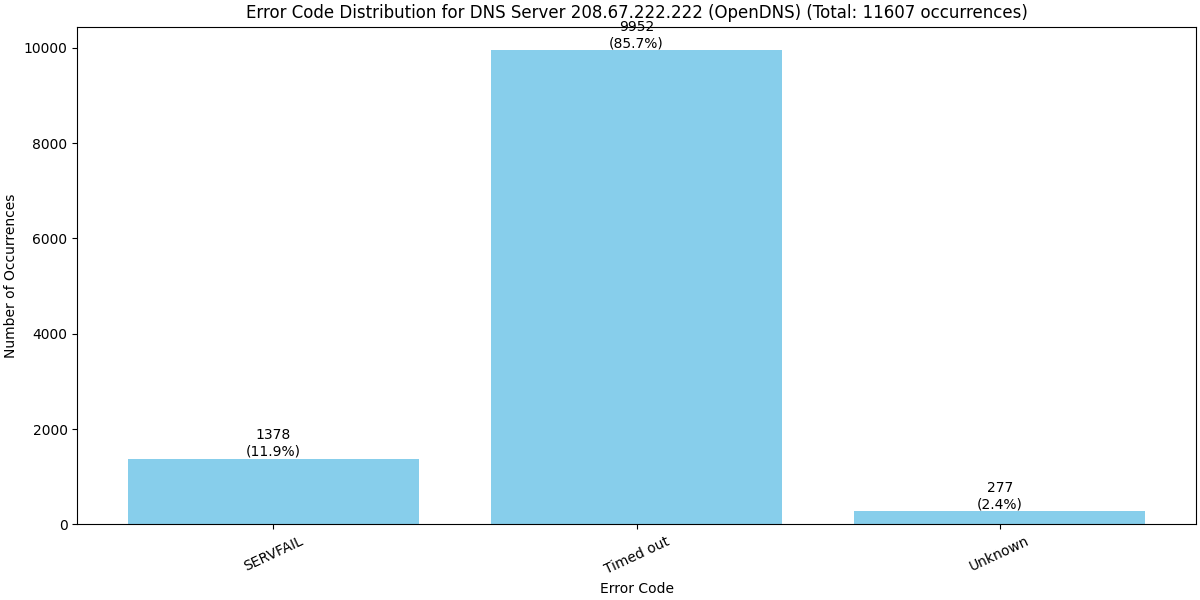 Error Code Distribution for DNS Server 208.67.222.222 (OpenDNS) (Total: 11607 occurrences)
Number of Occurrences
10000
8000
6000
4000
2000
0
1378
(11.9%)
9952
(85.7%)
277
(2.4%)
SERVFAIL
Timed out
Unknown
Error Code